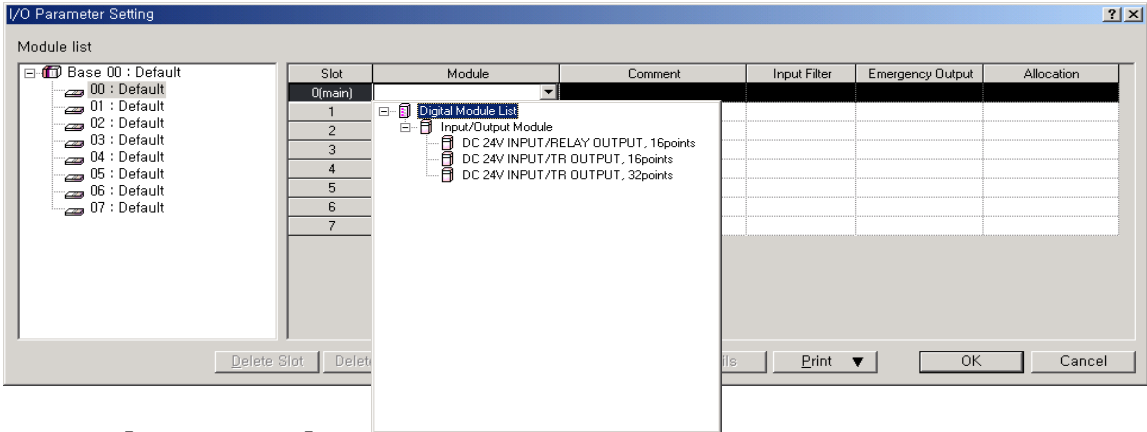 I/O Parameter Setting
Module list
Base 00 : Default
00 : Default
01 : Default
02 : Default
03 : Default
04 : Default
05 : Default
06 : Default
07 : Default
Slot Module Comment Input Filter Emergency Output Allocation
0(main)
1
2
3
4
5
6
7
Digital Module List
Input/Output Module
DC 24V INPUT/RELAY OUTPUT, 16points
DC 24V INPUT/TR OUTPUT, 16points
DC 24V INPUT/TR OUTPUT, 32points
Delete Slot Print OK Cancel